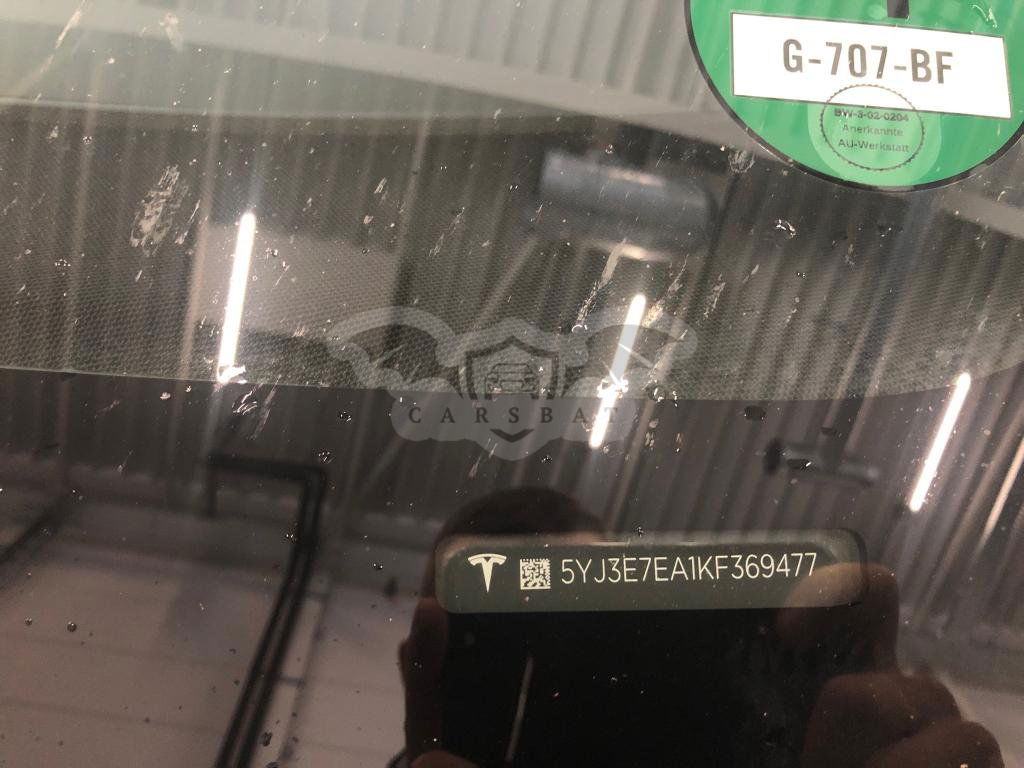 G-707-BF
BW-3-02-0204
Anerkannte
AU-Werkstatt
CARSBAT
5YJ3E7EA1KF369477